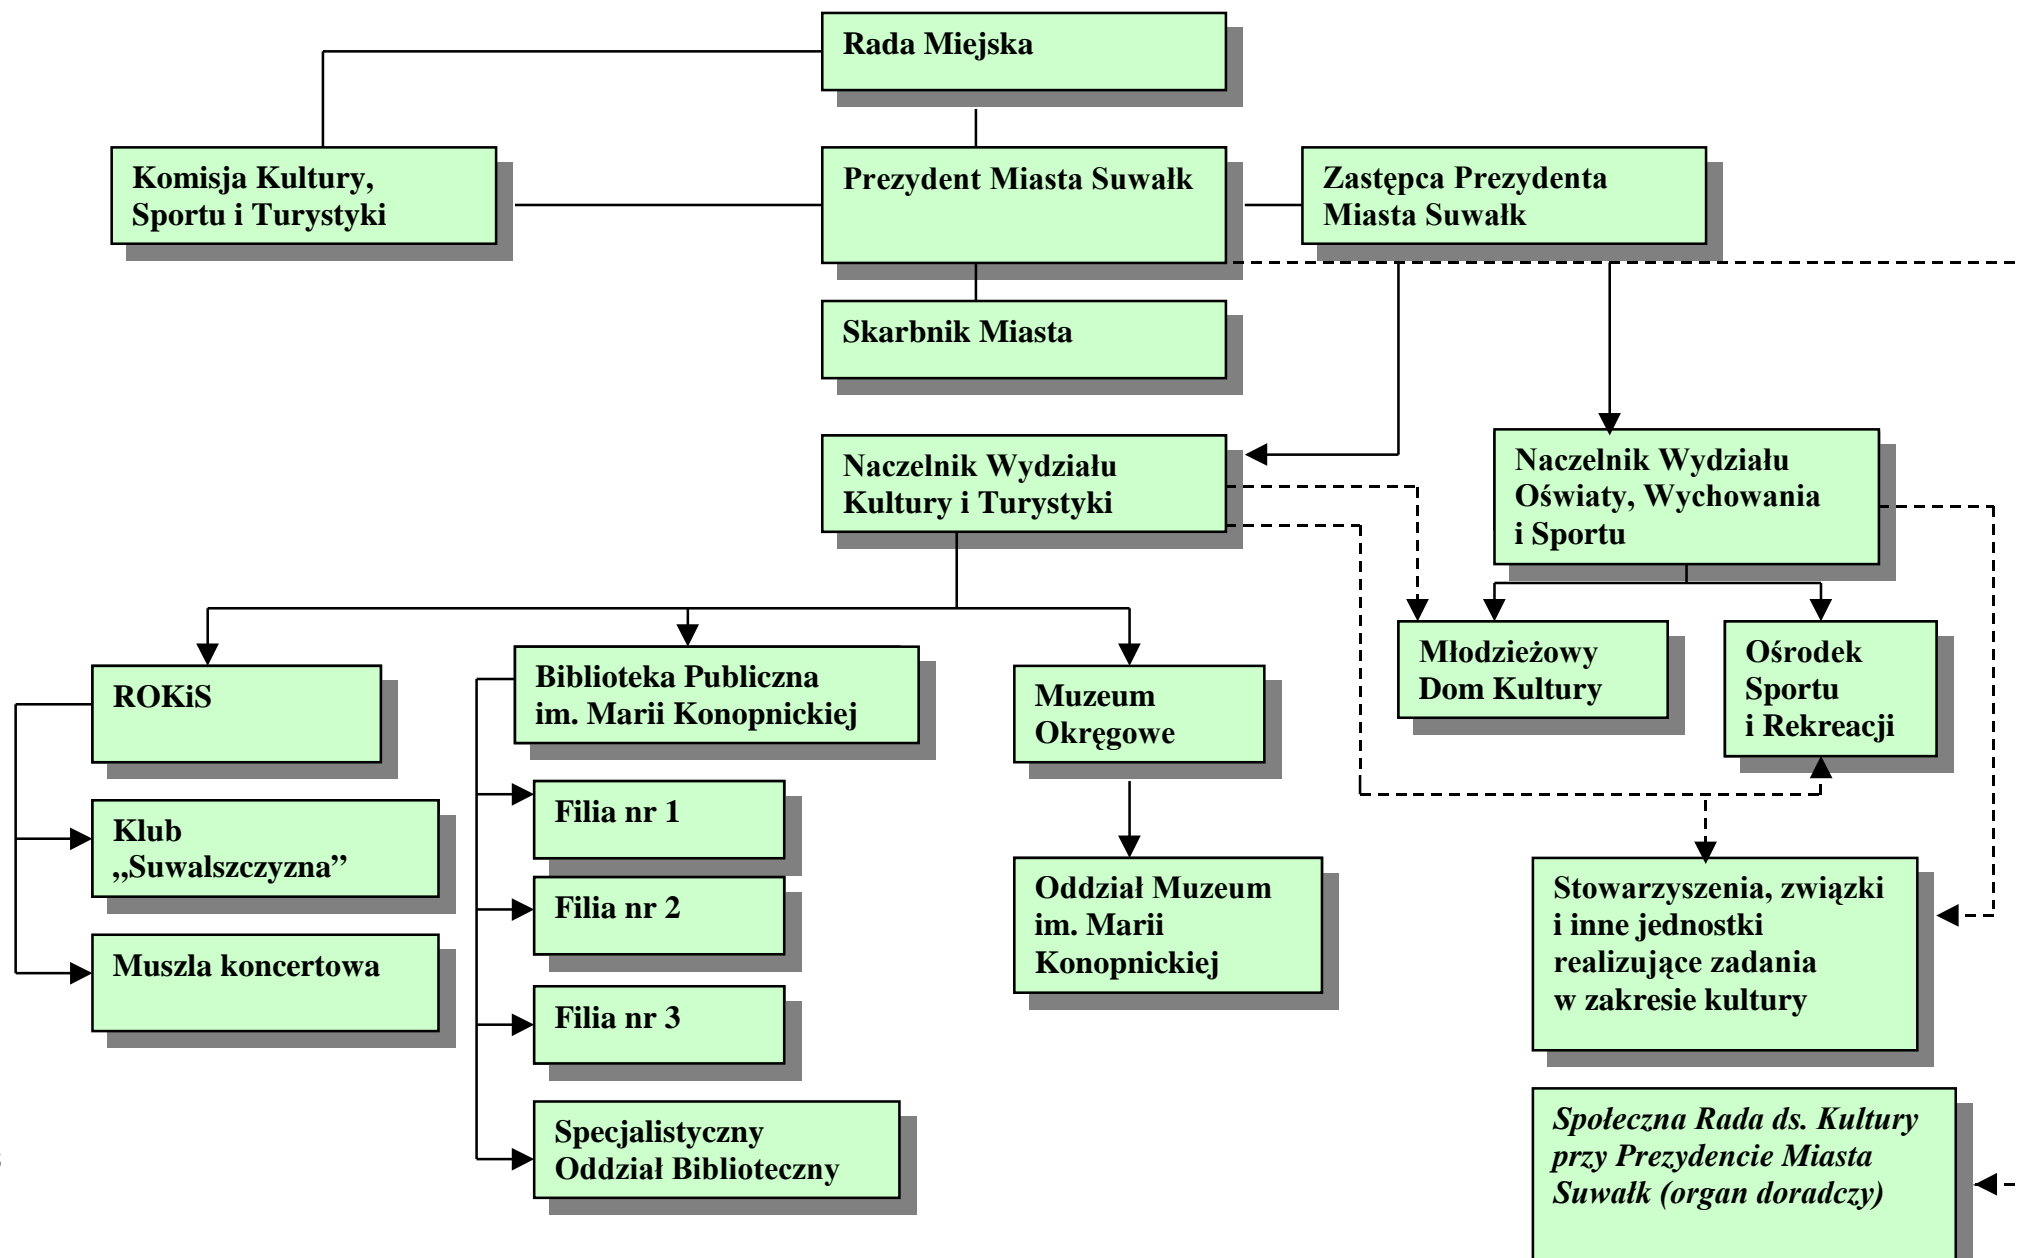 Rada Miejska
Komisja Kultury,
Sportu i Turystyki
Prezydent Miasta Suwałk
Zastępca Prezydenta
Miasta Suwałk
Skarbnik Miasta
Naczelnik Wydziału
Kultury i Turystyki
Naczelnik Wydziału
Oświaty, Wychowania
i Sportu
ROKiS
Biblioteka Publiczna
im. Marii Konopnickiej
Muzeum
Okręgowe
Młodzieżowy
Dom Kultury
Ośrodek
Sportu
i Rekreacji
Klub
„Suwalszczyzna”
Muszla koncertowa
Filia nr 1
Filia nr 2
Filia nr 3
Specjalistyczny
Oddział Biblioteczny
Oddział Muzeum
im. Marii
Konopnickiej
Stowarzyszenia, związki
i inne jednostki
realizujące zadania
w zakresie kultury
Społeczna Rada ds. Kultury
przy Prezydencie Miasta
Suwałk (organ doradczy)